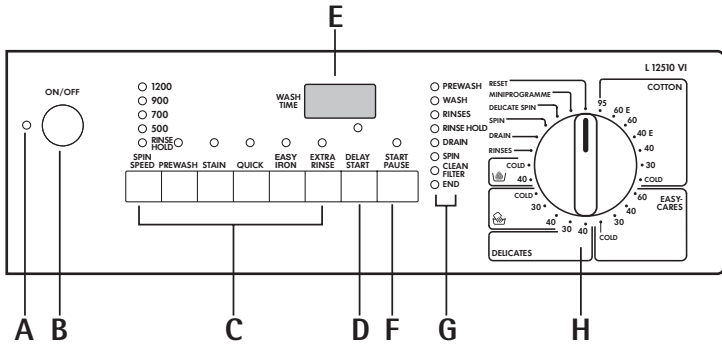 E
L 12510 VI
ON/OFF
1200
900
700
500
RINSE
HOLD
SPIN
SPEED
PREWASH
STAIN
QUICK
EASY
IRON
EXTRA
RINSE
DELAY
START
START
PAUSE
WASH
TIME
PREWASH
WASH
RINSES
RINSE HOLD
DRAIN
SPIN
CLEAN
FILTER
END
RESET
MINIPROGRAMME
DELICATE SPIN
SPIN
DRAIN
RINSES
COLD
40
COLD
30
40
30
40
DELICATES
COTTON
95
60 E
60
40 E
40
30
COLD
60
40
30
COLD
EASY-
CARES
A B C D F G H